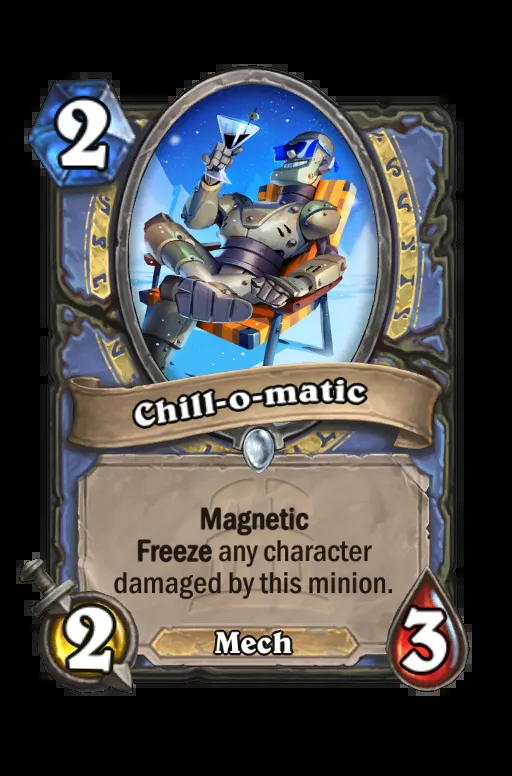 2
Chill-o-matic
Magnetic
Freeze any character
damaged by this minion.
2
Mech
3